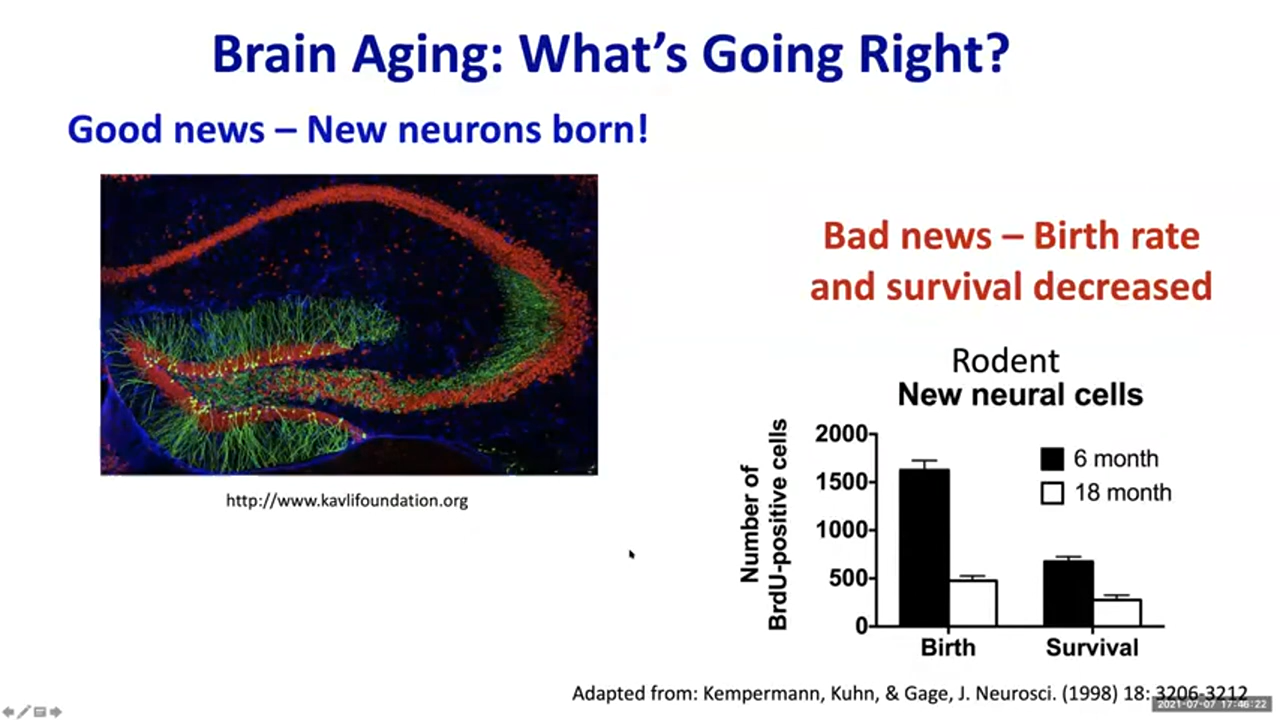 Brain Aging: What's Going Right?
Good news – New neurons born!
http://www.kavlifoundation.org
Bad news – Birth rate
and survival decreased
Rodent
New neural cells
Number of
BrdU-positive cells
2000
1500
1000
500
0
6 month
18 month
Birth Survival
Adapted from: Kempermann, Kuhn, & Gage, J. Neurosci. (1998) 18: 3206-3212
2021-07-07 17:46:22